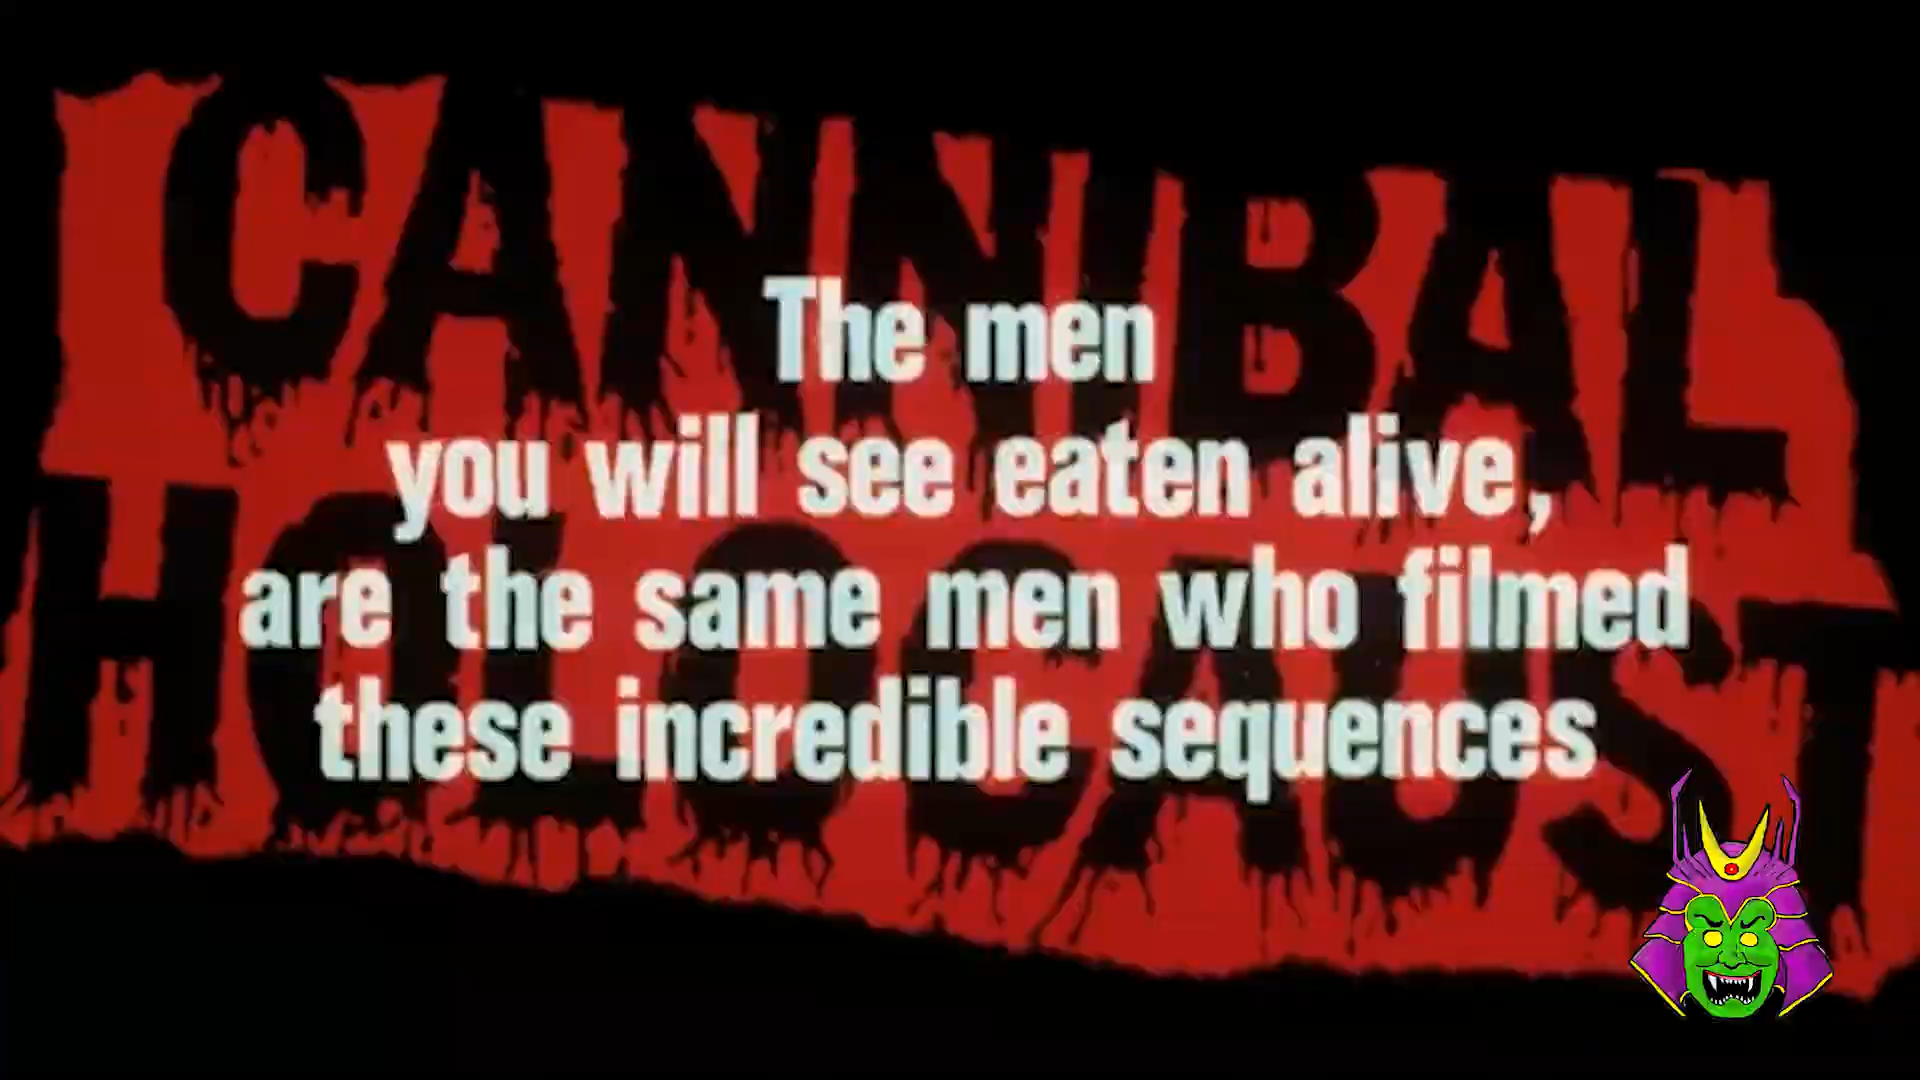 CANNIBAL
HOLOCAUST
The men
you will see eaten alive,
are the same men who filmed
these incredible sequences